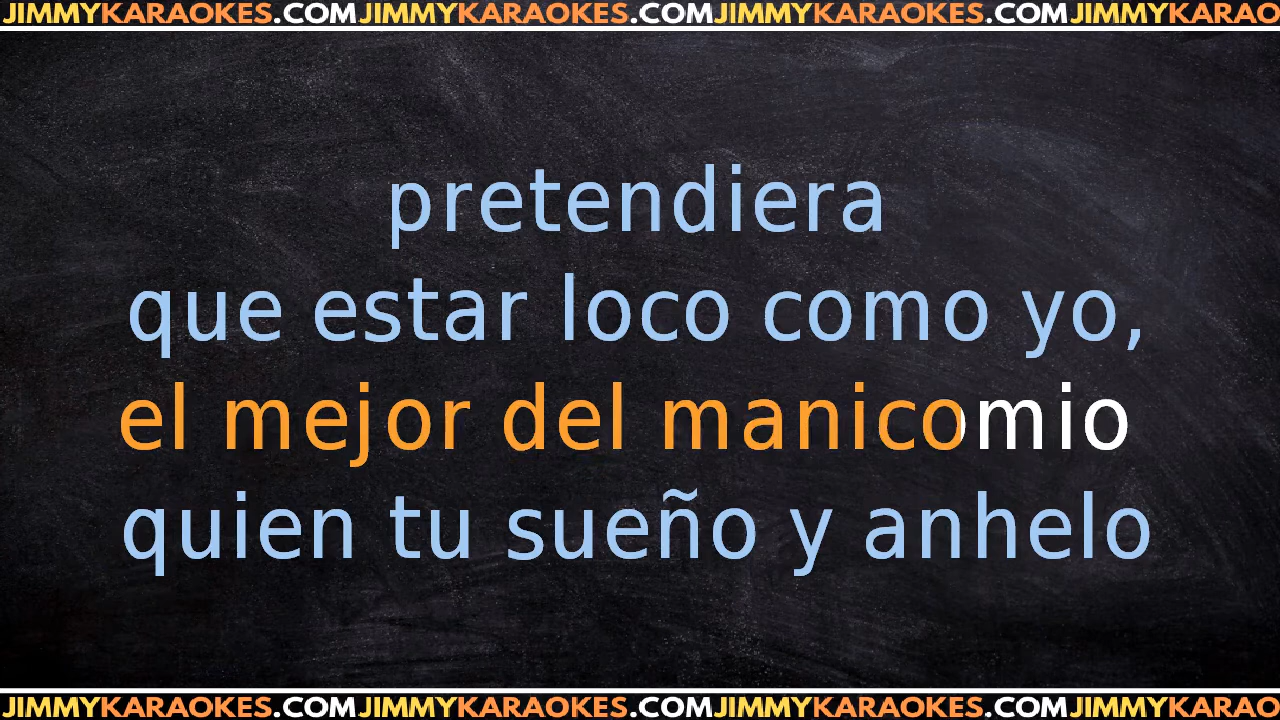 JIMMYKARAOKES.COMJIMMYKARAOKES.COMJIMMYKARAOKES.COMJIMMYKARAO
pretendiera
que estar loco como yo,
el mejor del manicomio
quien tu sueño y anhelo
JIMMYKARAOKES.COMJIMMYKARAOKES.COMJIMMYKARAOKES.COMJIMMYKARAO